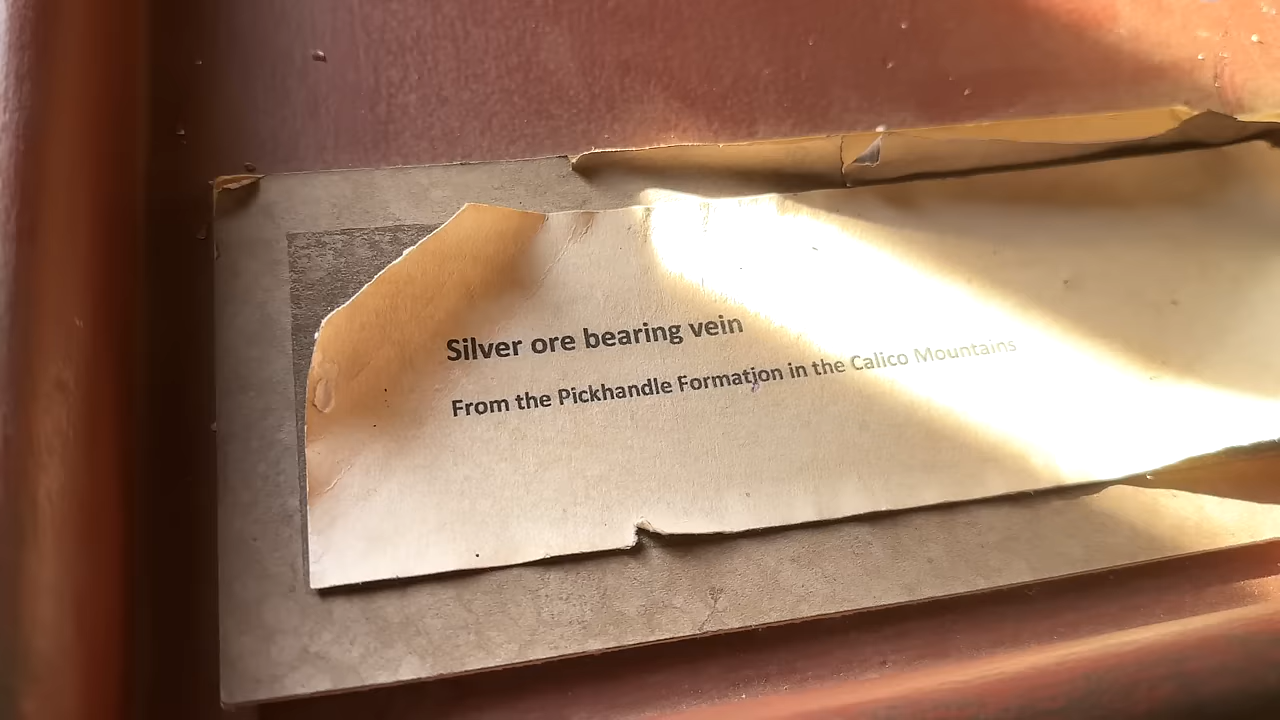 Silver ore bearing vein
From the Pickhandle Formation in the Calico Mountains